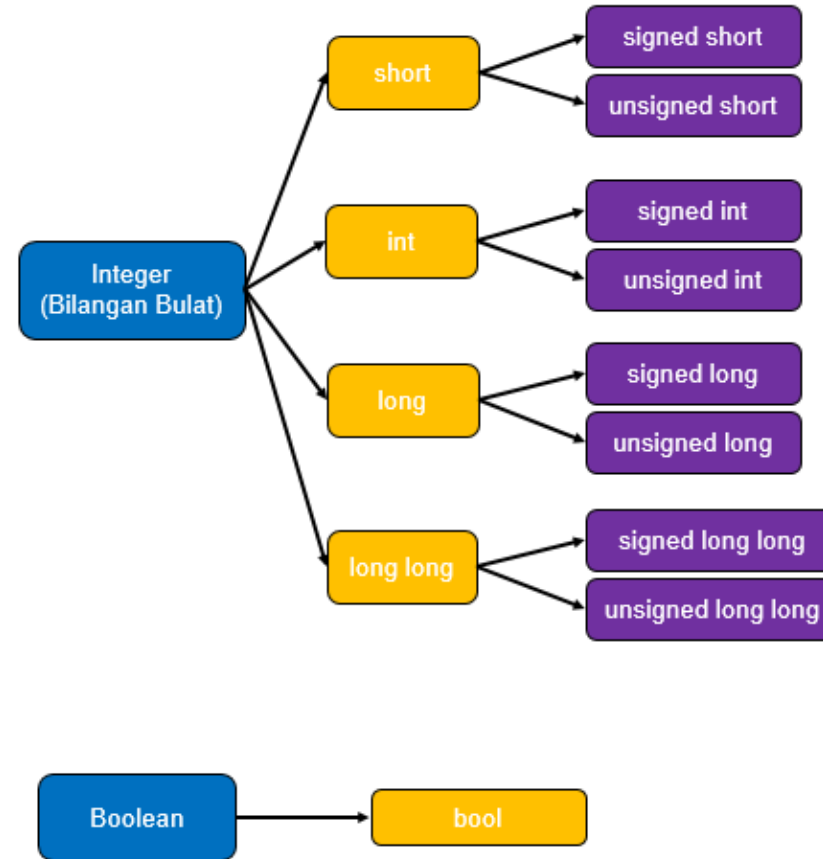 short
signed short
unsigned short
Integer
(Bilangan Bulat)
int
signed int
unsigned int
long
signed long
unsigned long
long long
signed long long
unsigned long long
Boolean
bool